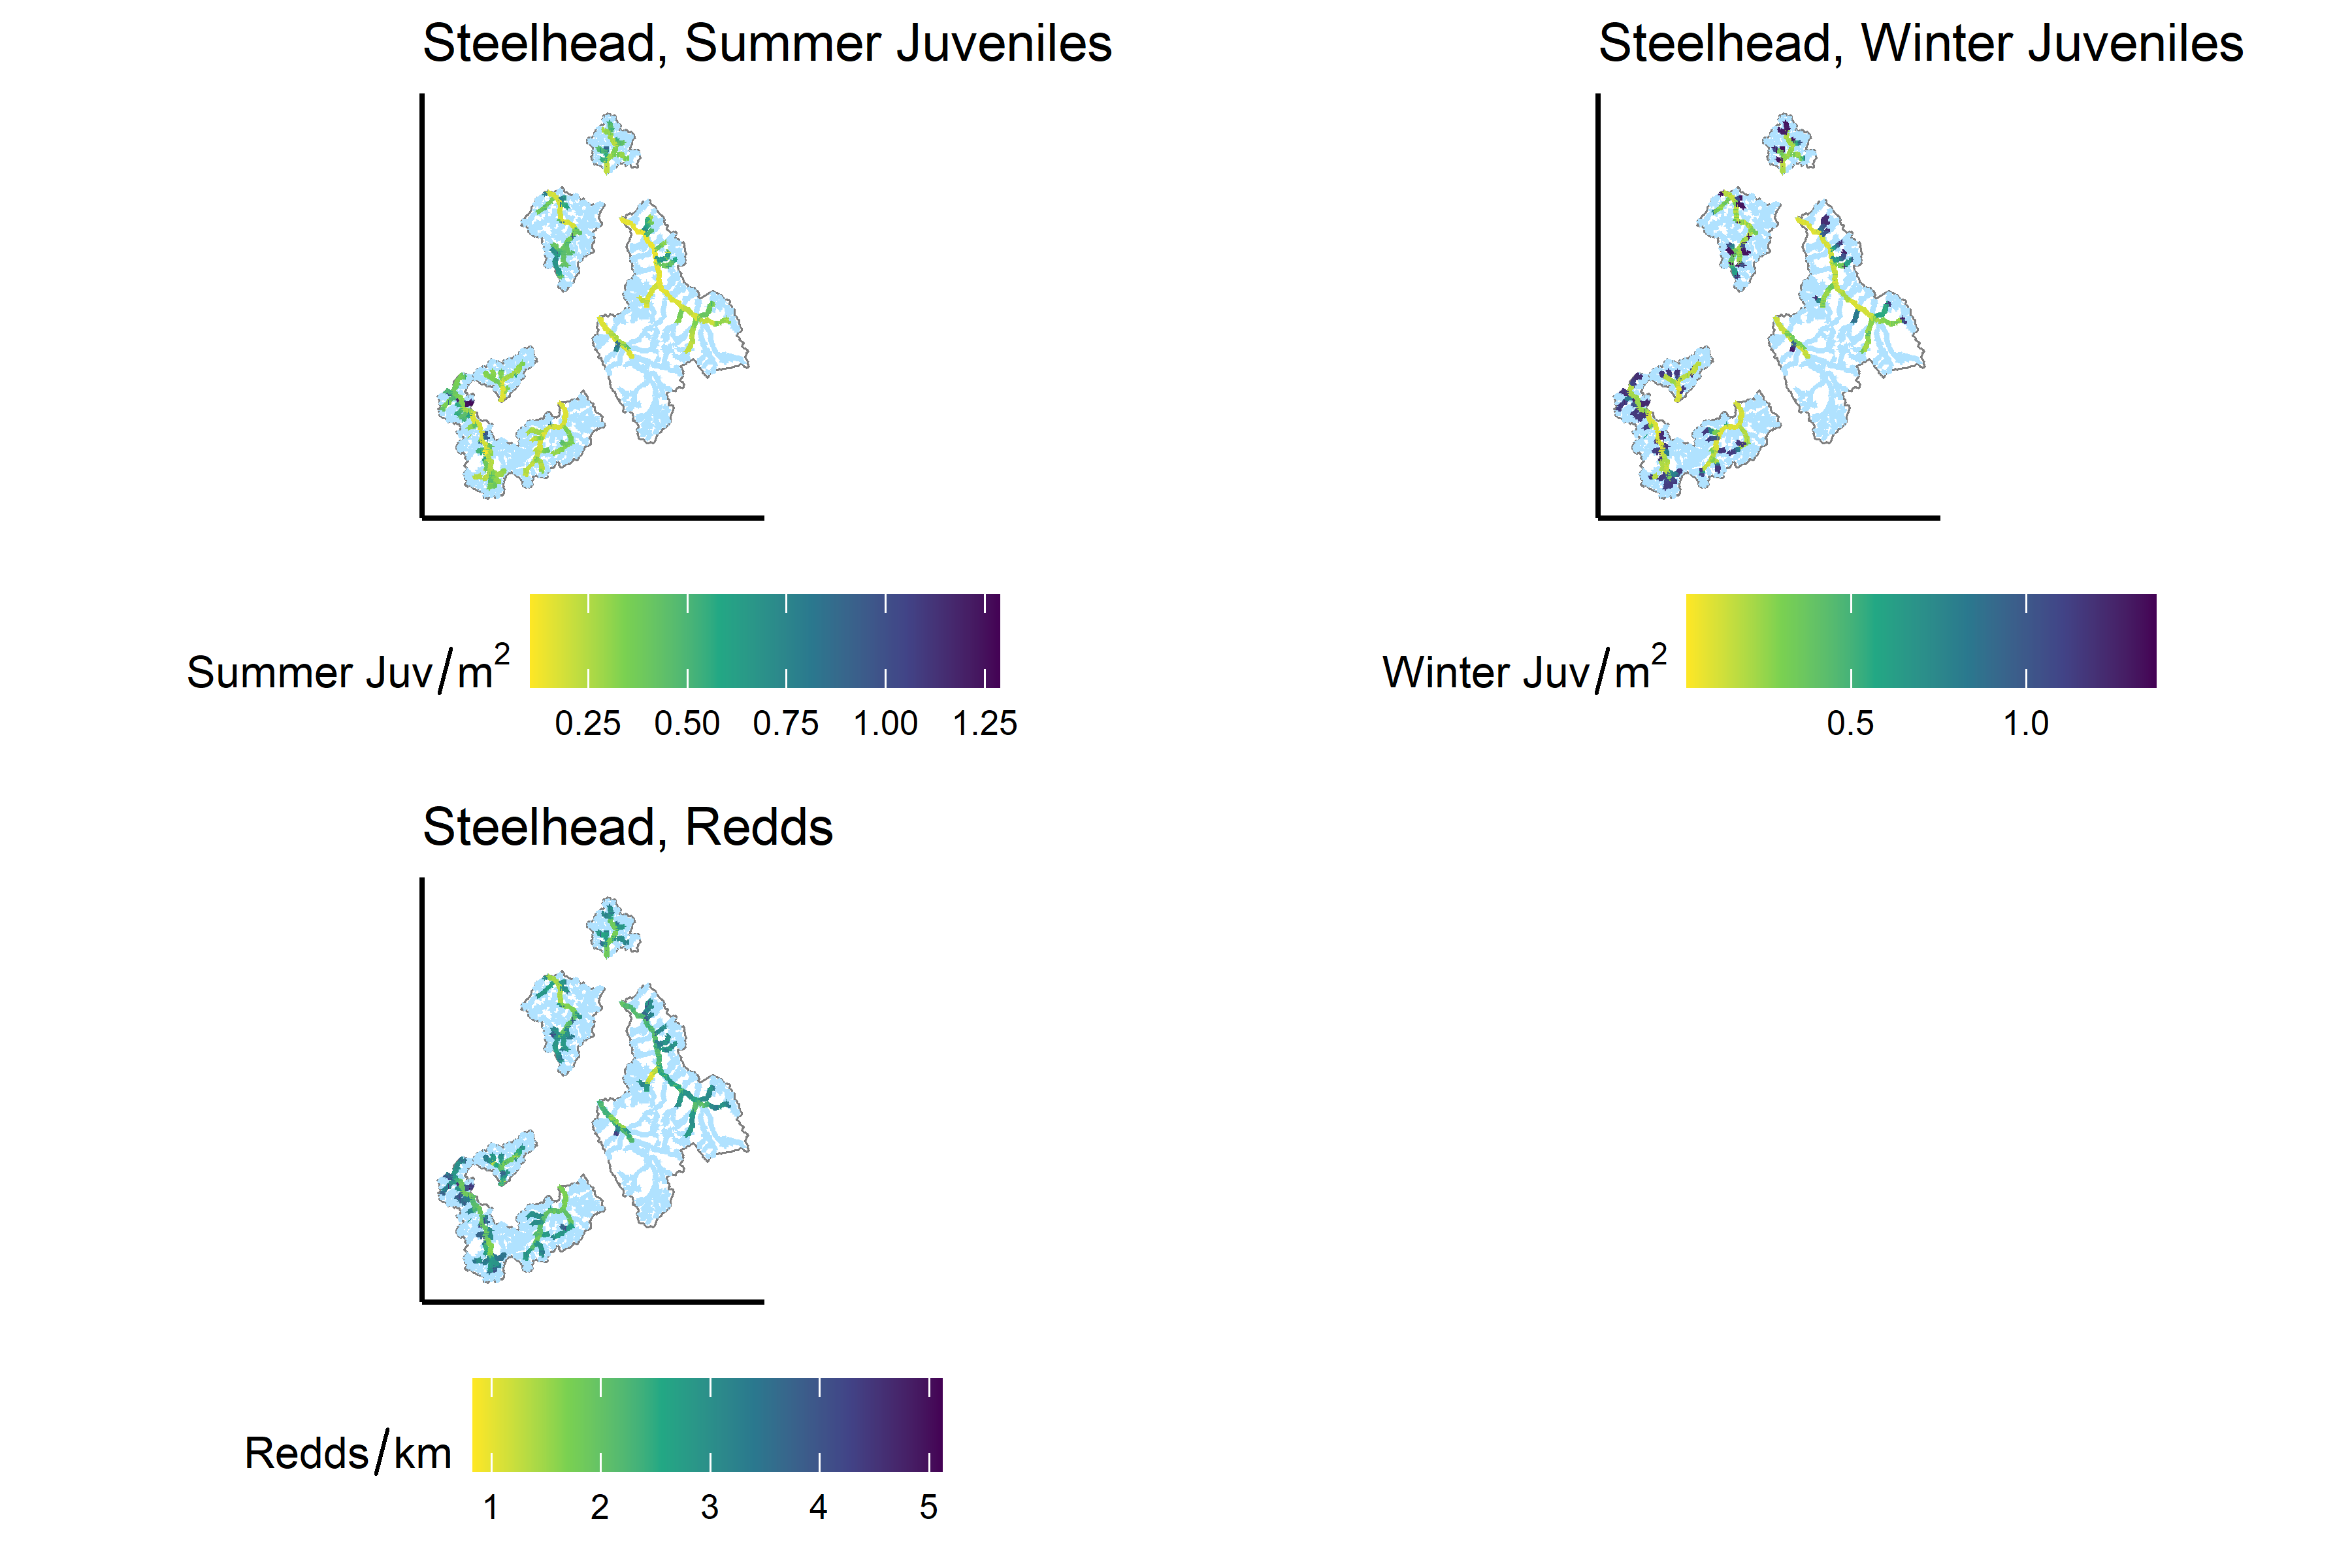 Steelhead, Summer Juveniles
Summer Juv/m²
0.25 0.50 0.75 1.00 1.25
Steelhead, Winter Juveniles
Winter Juv/m²
0.5 1.0
Steelhead, Redds
Redds/km
1 2 3 4 5